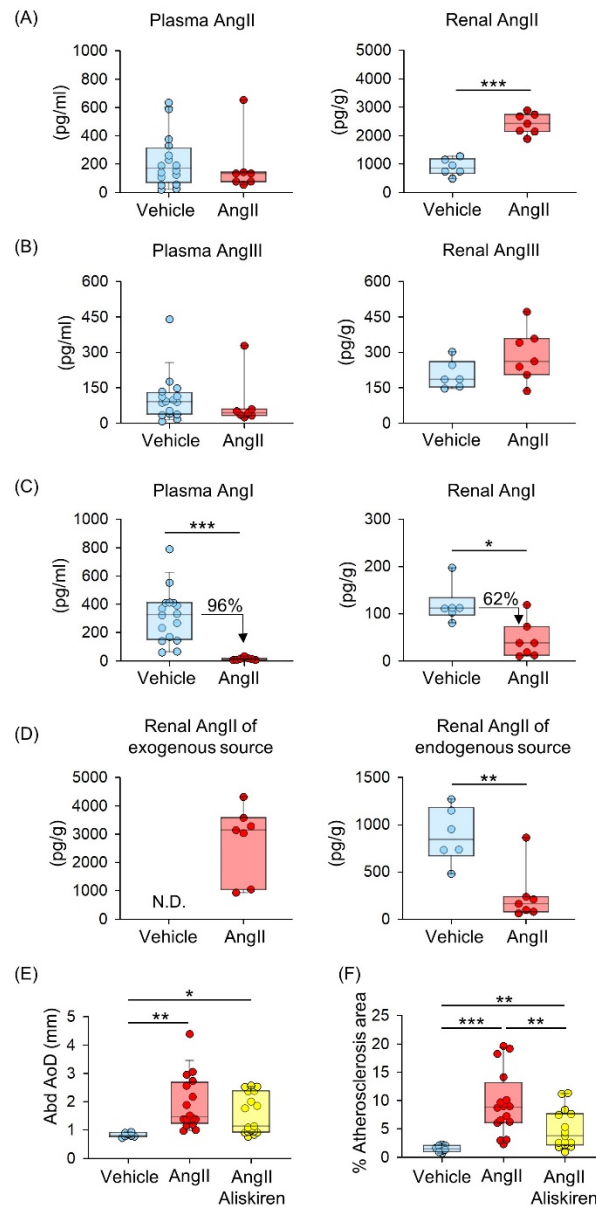 (A)
Plasma AngII
Renal AngII
(pg/ml)
1000
800
600
400
200
0
Vehicle
AngII
(pg/g)
5000
4000
3000
2000
1000
0
***
Vehicle
AngII
(B)
Plasma AngIII
Renal AngIII
(pg/ml)
600
450
300
150
0
Vehicle
AngII
(pg/g)
600
450
300
150
0
Vehicle
AngII
(C)
Plasma AngI
Renal AngI
(pg/ml)
1000
800
600
400
200
0
***
96%
Vehicle
AngII
(pg/g)
300
200
100
0
*
62%
Vehicle
AngII
(D)
Renal AngII of
exogenous source
Renal AngII of
endogenous source
(pg/g)
5000
4000
3000
2000
1000
0
N.D.
Vehicle
AngII
(pg/g)
1500
1000
500
0
**
Vehicle
AngII
(E)
Abd AoD (mm)
5
4
3
2
1
0
*
**
Vehicle
AngII
AngII
Aliskiren
(F)
% Atherosclerosis area
25
20
15
10
5
0
**
***
**
Vehicle
AngII
AngII
Aliskiren